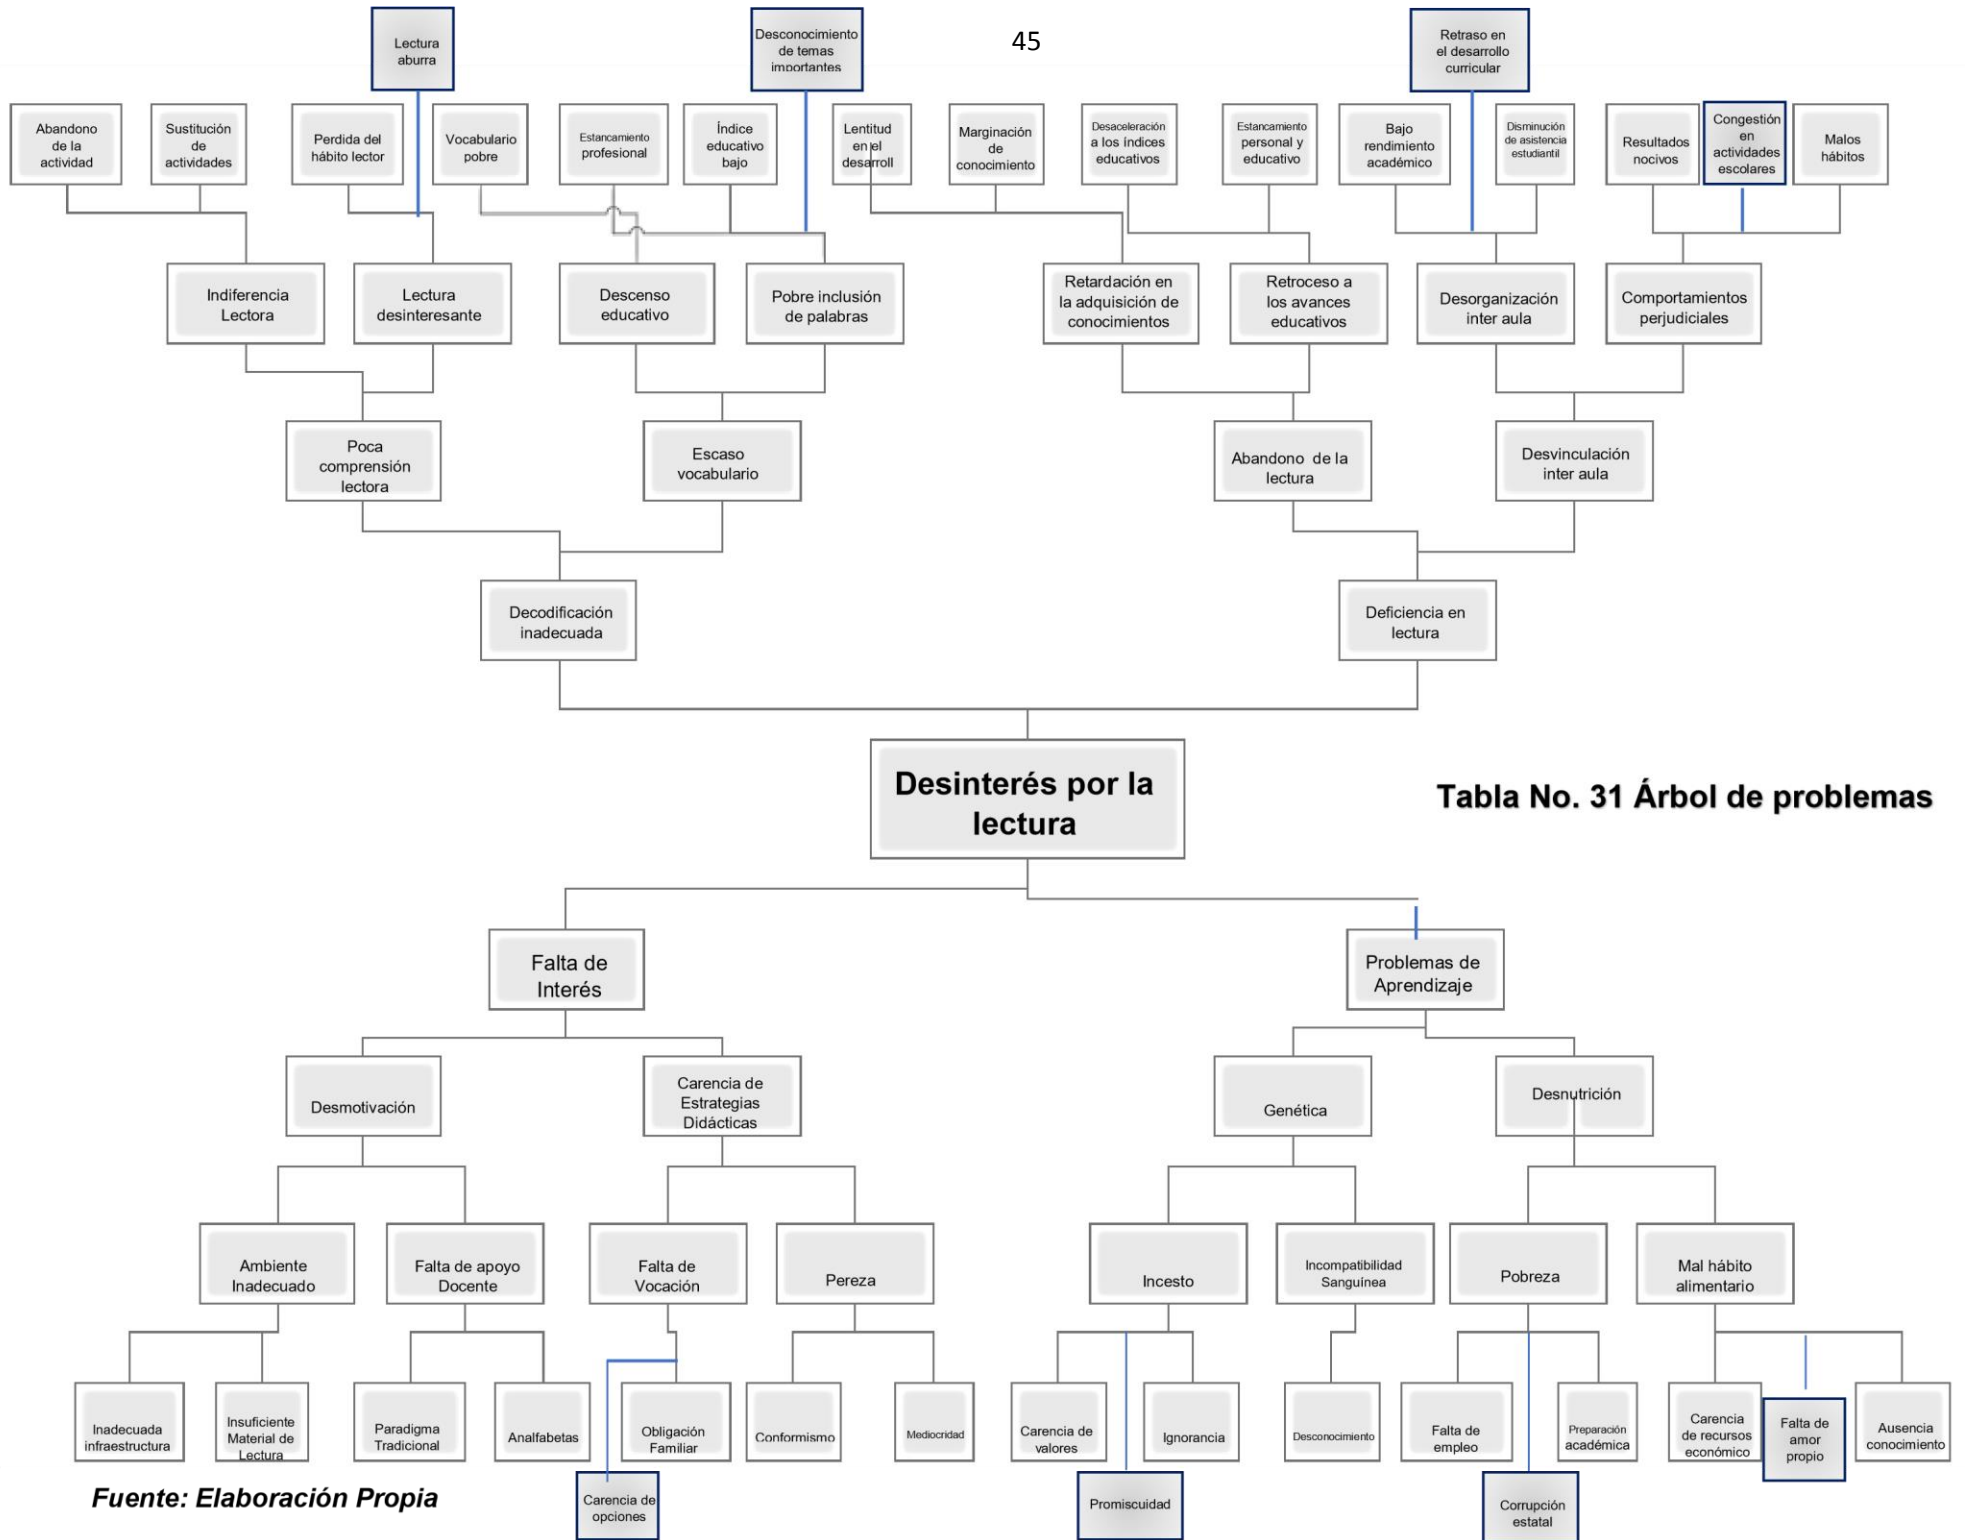 Lectura
aburra
Desconocimiento
de temas
importantes
45
Retraso en
el desarrollo
curricular
Abandono
de la
actividad
Sustitución
de
actividades
Perdida del
hábito lector
Vocabulario
pobre
Estancamiento
profesional
Índice
educativo
bajo
Lentitud
en el
desarroll
Marginación
de
conocimiento
Desaceleración
a los índices
educativos
Estancamiento
personal y
educativo
Bajo
rendimiento
académico
Disminución
de asistencia
estudiantil
Resultados
nocivos
Congestión
en
actividades
escolares
Malos
hábitos
Indiferencia
Lectora
Lectura
desinteresante
Descenso
educativo
Pobre inclusión
de palabras
Retardación en
la adquisición de
conocimientos
Retroceso a
los avances
educativos
Desorganización
inter aula
Comportamientos
perjudiciales
Poca
comprensión
lectora
Escaso
vocabulario
Abandono de la
lectura
Desvinculación
inter aula
Decodificación
inadecuada
Deficiencia en
lectura
Desinterés por la
lectura
Tabla No. 31 Árbol de problemas
Falta de
Interés
Problemas de
Aprendizaje
Desmotivación
Carencia de
Estrategias
Didácticas
Genética
Desnutrición
Ambiente
Inadecuado
Falta de apoyo
Docente
Falta de
Vocación
Pereza
Incesto
Incompatibilidad
Sanguínea
Pobreza
Mal hábito
alimentario
Inadecuada
infraestructura
Insuficiente
Material de
Lectura
Paradigma
Tradicional
Analfabetas
Obligación
Familiar
Conformismo
Mediocridad
Carencia de
valores
Ignorancia
Desconocimiento
Falta de
empleo
Preparación
académica
Carencia
de recursos
económico
Falta de
amor
propio
Ausencia
conocimiento
Fuente: Elaboración Propia
Carencia de
opciones
Promiscuidad
Corrupción
estatal